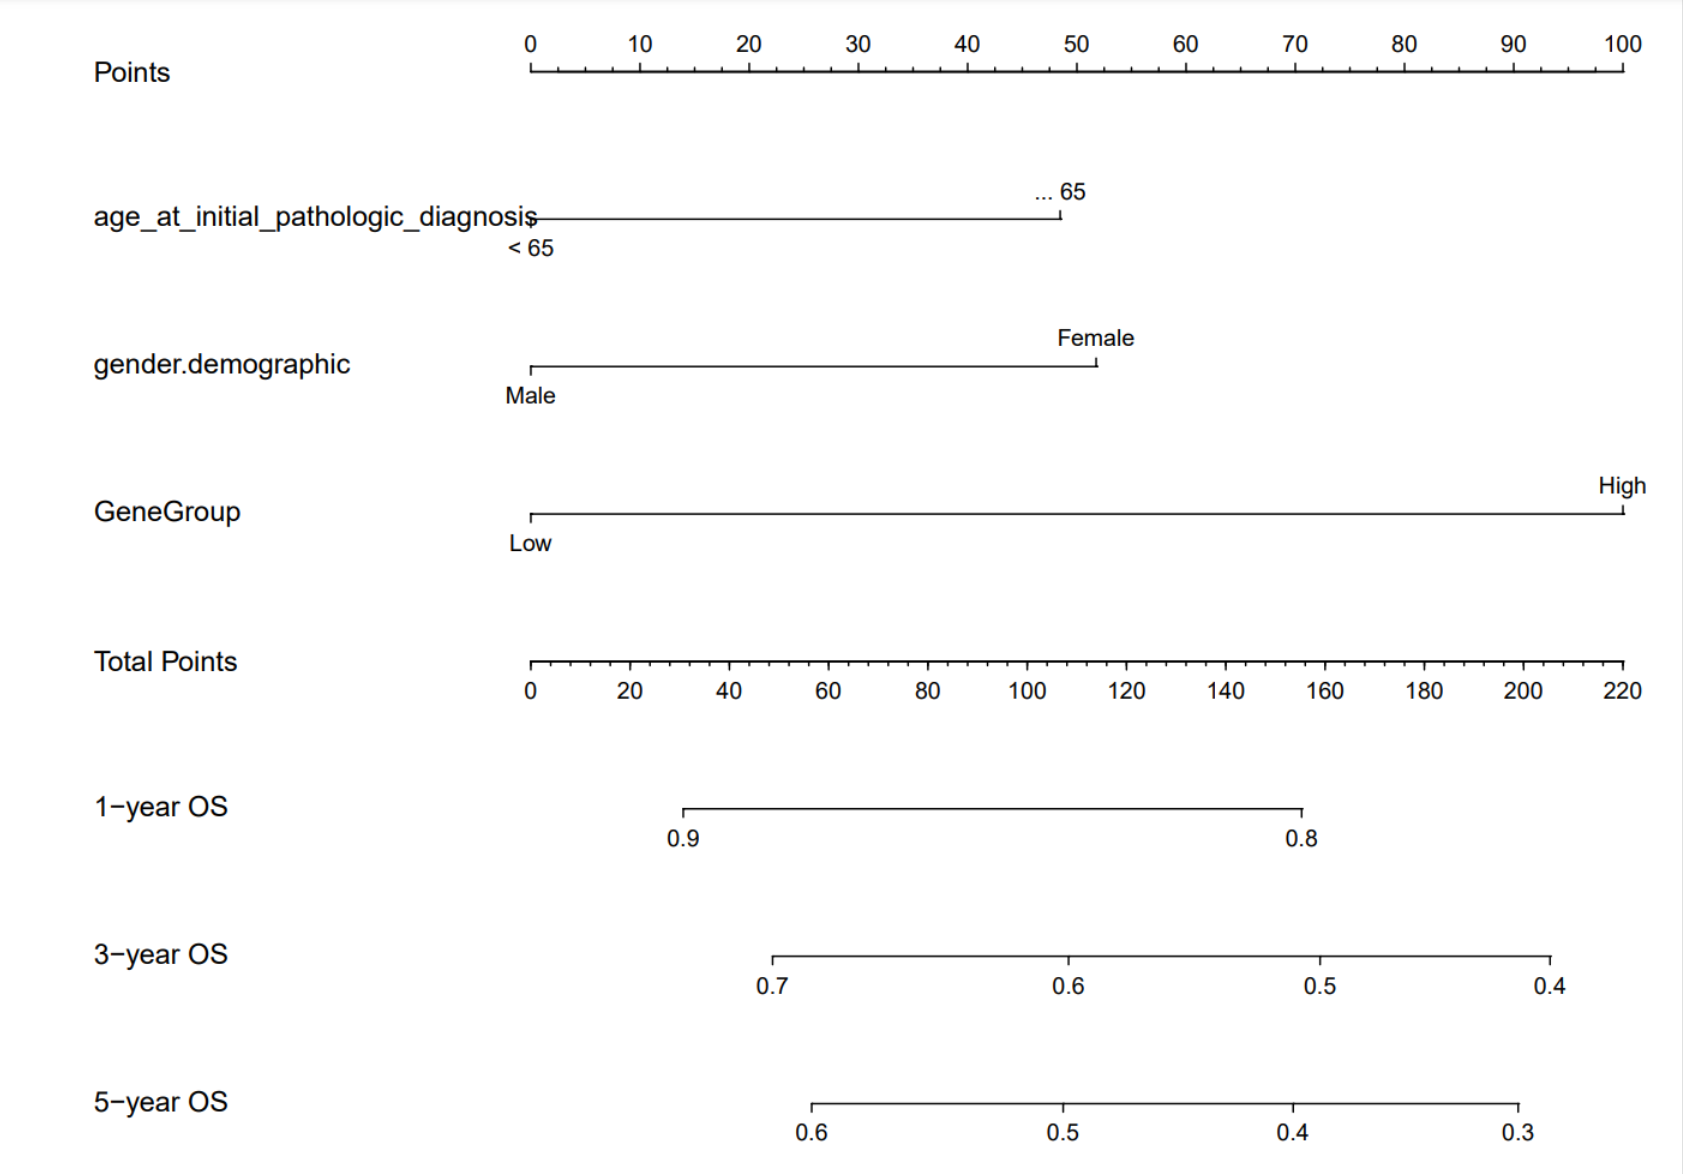 0 10 20 30 40 50 60 70 80 90 100
Points
... 65
age_at_initial_pathologic_diagnosis
< 65
Female
gender.demographic
Male
High
GeneGroup
Low
Total Points
0 20 40 60 80 100 120 140 160 180 200 220
1−year OS
0.9 0.8
3−year OS
0.7 0.6 0.5 0.4
5−year OS
0.6 0.5 0.4 0.3